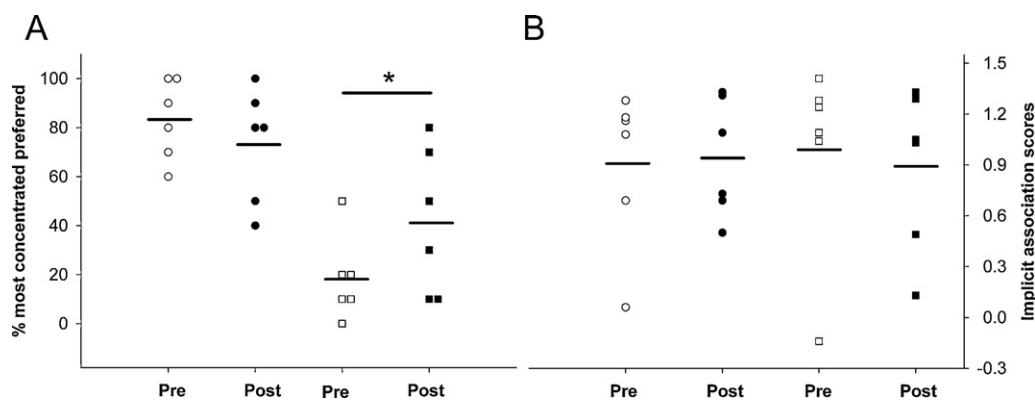 A
B
% most concentrated preferred
100
80
60
40
20
0
*
Pre
Post
Pre
Post
1.5
1.2
0.9
0.6
0.3
0.0
-0.3
Implicit association scores
Pre
Post
Pre
Post